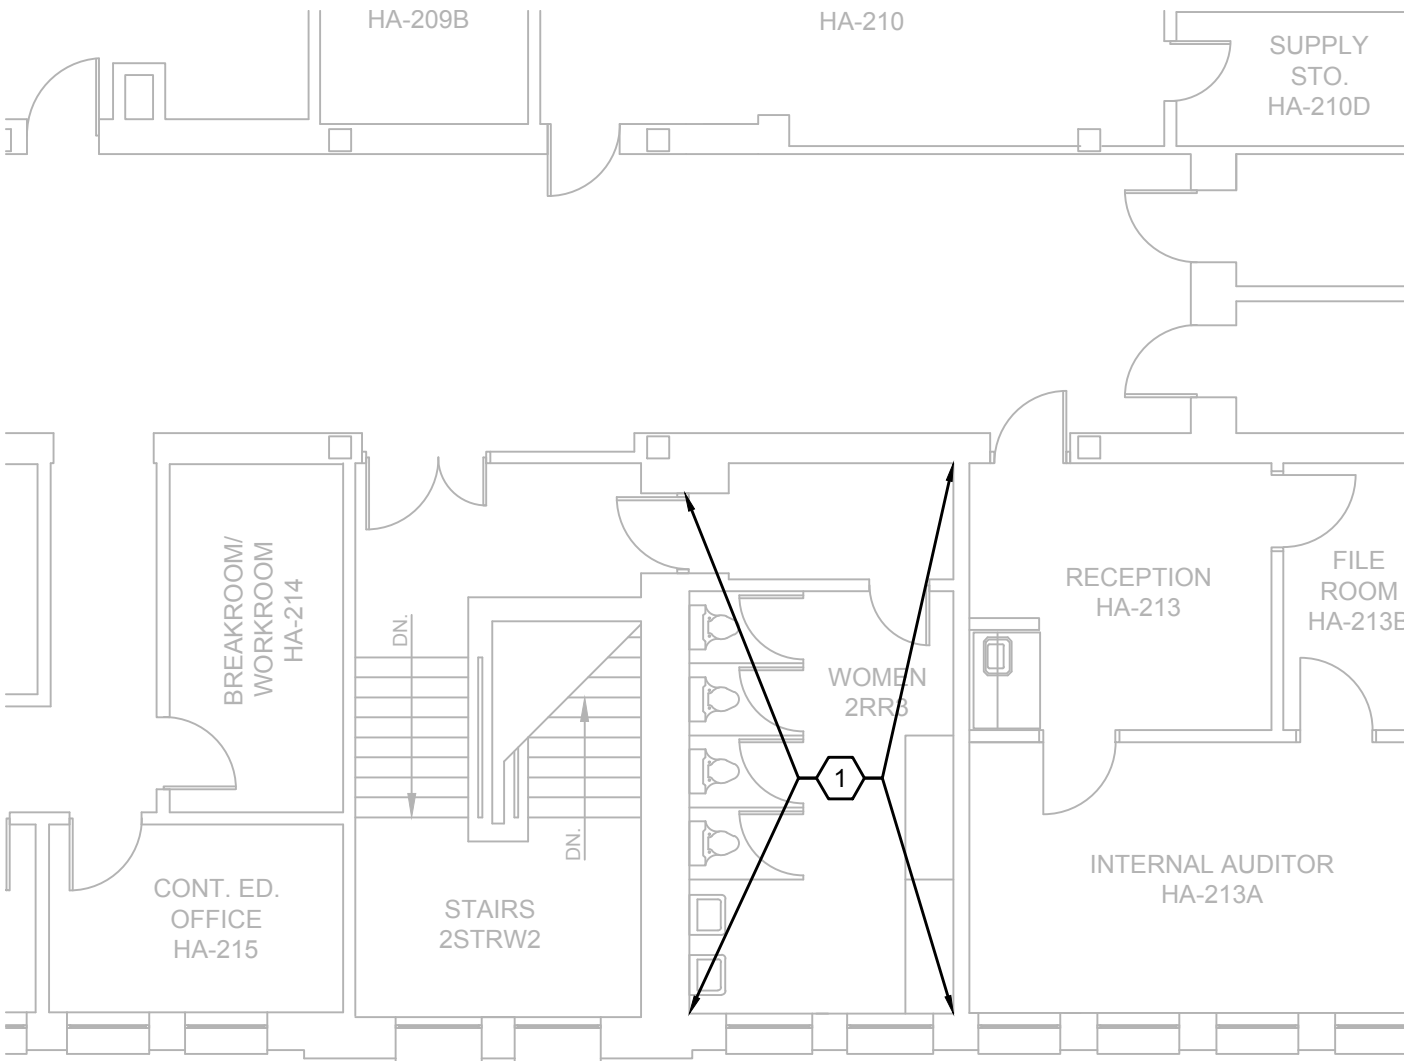 HA-209B
HA-210
SUPPLY
STO.
HA-210D
BREAKROOM/
WORKROOM
HA-214
DN.
DN.
RECEPTION
HA-213
FILE
ROOM
HA-213B
WOMEN
2RR3
1
CONT. ED.
OFFICE
HA-215
STAIRS
2STRW2
INTERNAL AUDITOR
HA-213A